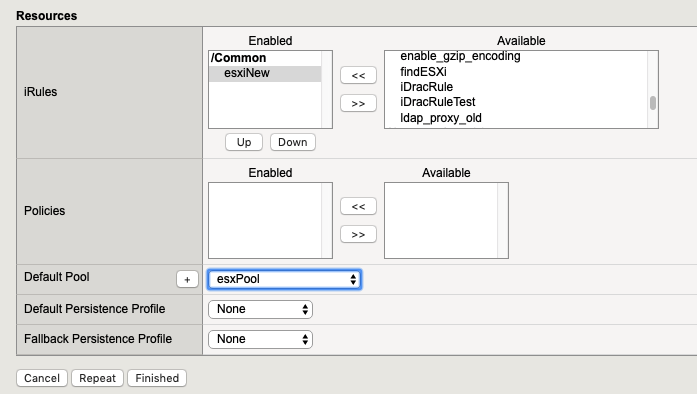 Resources
Enabled
Available
iRules
/Common
esxiNew
<<
>>
enable_gzip_encoding
findESXi
iDracRule
iDracRuleTest
ldap_proxy_old
Up
Down
Enabled
Available
Policies
<<
>>
Default Pool
+
esxPool
Default Persistence Profile
None
Fallback Persistence Profile
None
Cancel
Repeat
Finished